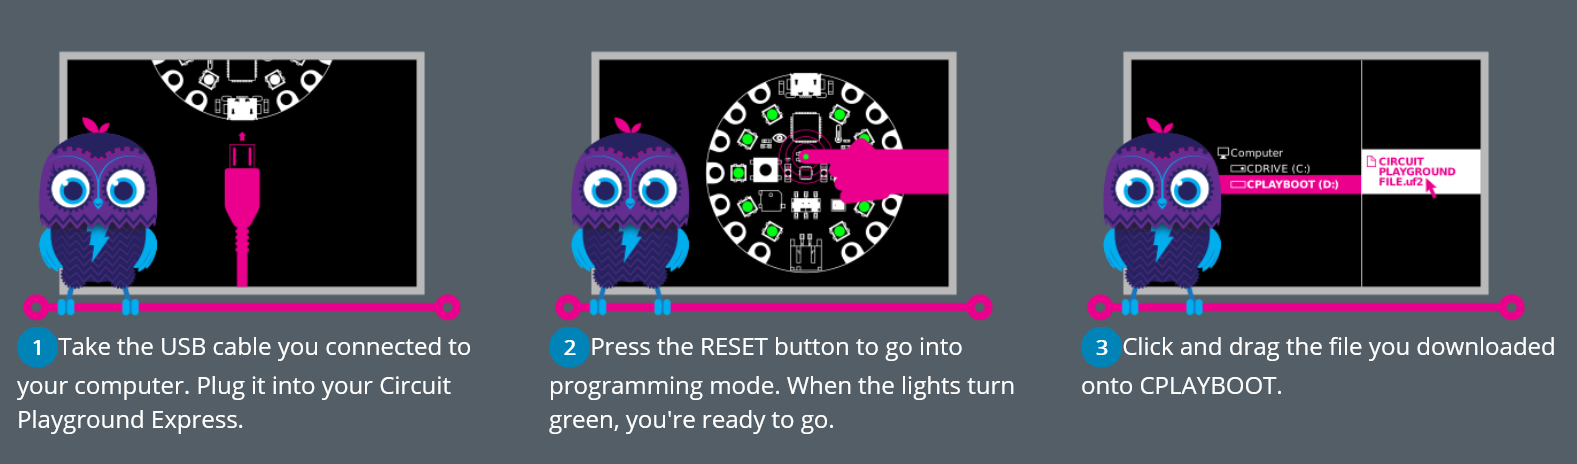 Computer
CDRIVE (C:)
CPLAYBOOT (D:)
CIRCUIT
PLAYGROUND
FILE.uf2
1 Take the USB cable you connected to
your computer. Plug it into your Circuit
Playground Express.
2 Press the RESET button to go into
programming mode. When the lights turn
green, you're ready to go.
3 Click and drag the file you downloaded
onto CPLAYBOOT.